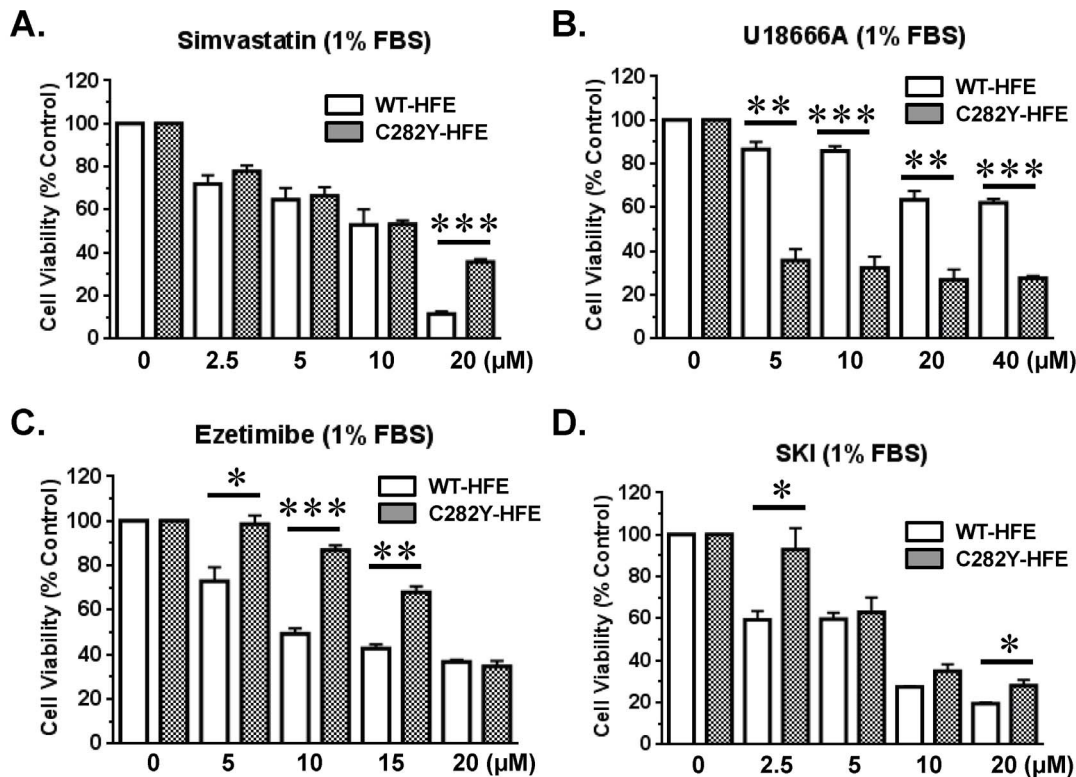 A.
Simvastatin (1% FBS)
WT-HFE
C282Y-HFE
Cell Viability (% Control)
120
100
80
60
40
20
0
***
0 2.5 5 10 20 (µM)
B.
U18666A (1% FBS)
WT-HFE
C282Y-HFE
Cell Viability (% Control)
120
100
80
60
40
20
0
** *** ** ***
0 5 10 20 40 (µM)
C.
Ezetimibe (1% FBS)
WT-HFE
C282Y-HFE
Cell Viability (% Control)
120
100
80
60
40
20
0
* *** **
0 5 10 15 20 (µM)
D.
SKI (1% FBS)
WT-HFE
C282Y-HFE
Cell Viability (% Control)
120
100
80
60
40
20
0
* *
0 2.5 5 10 20 (µM)